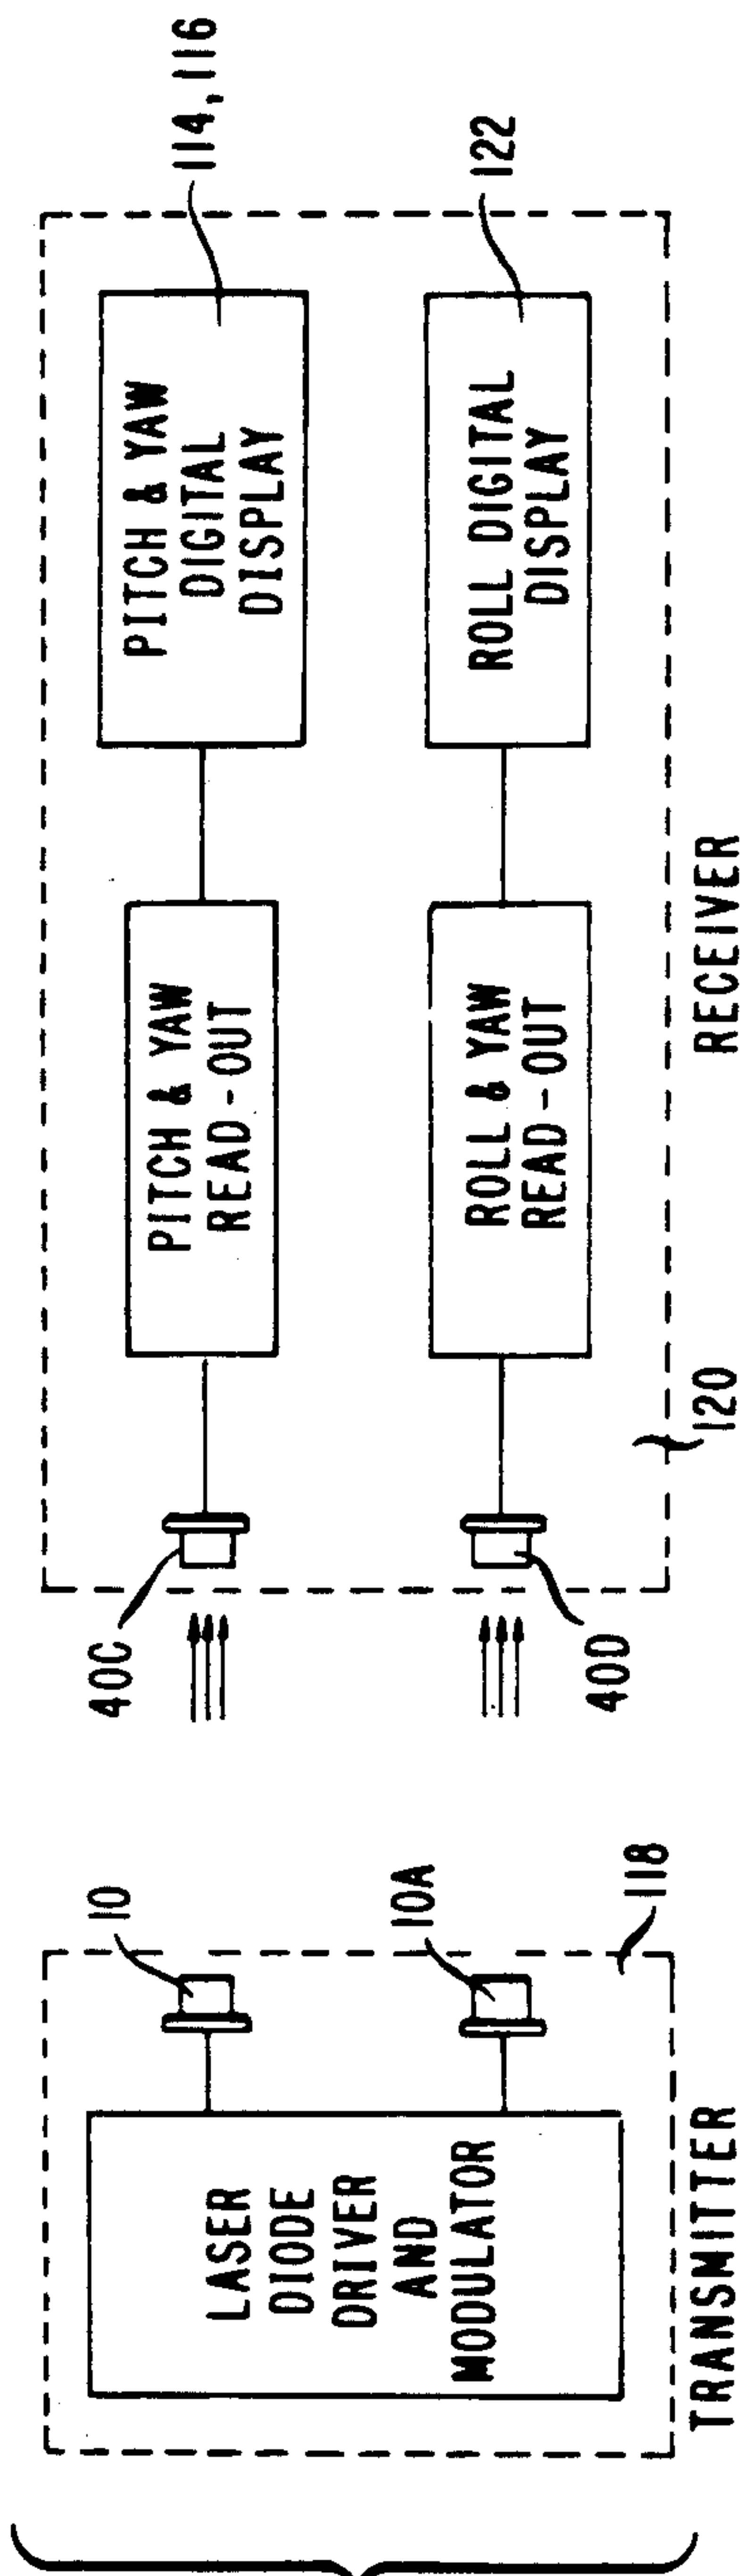 LASER
DIODE
DRIVER
AND
MODULATOR
10
10A
118
TRANSMITTER
40C
40D
PITCH & YAW
READ-OUT
ROLL & YAW
READ-OUT
PITCH & YAW
DIGITAL
DISPLAY
ROLL DIGITAL
DISPLAY
114, 116
122
120
RECEIVER